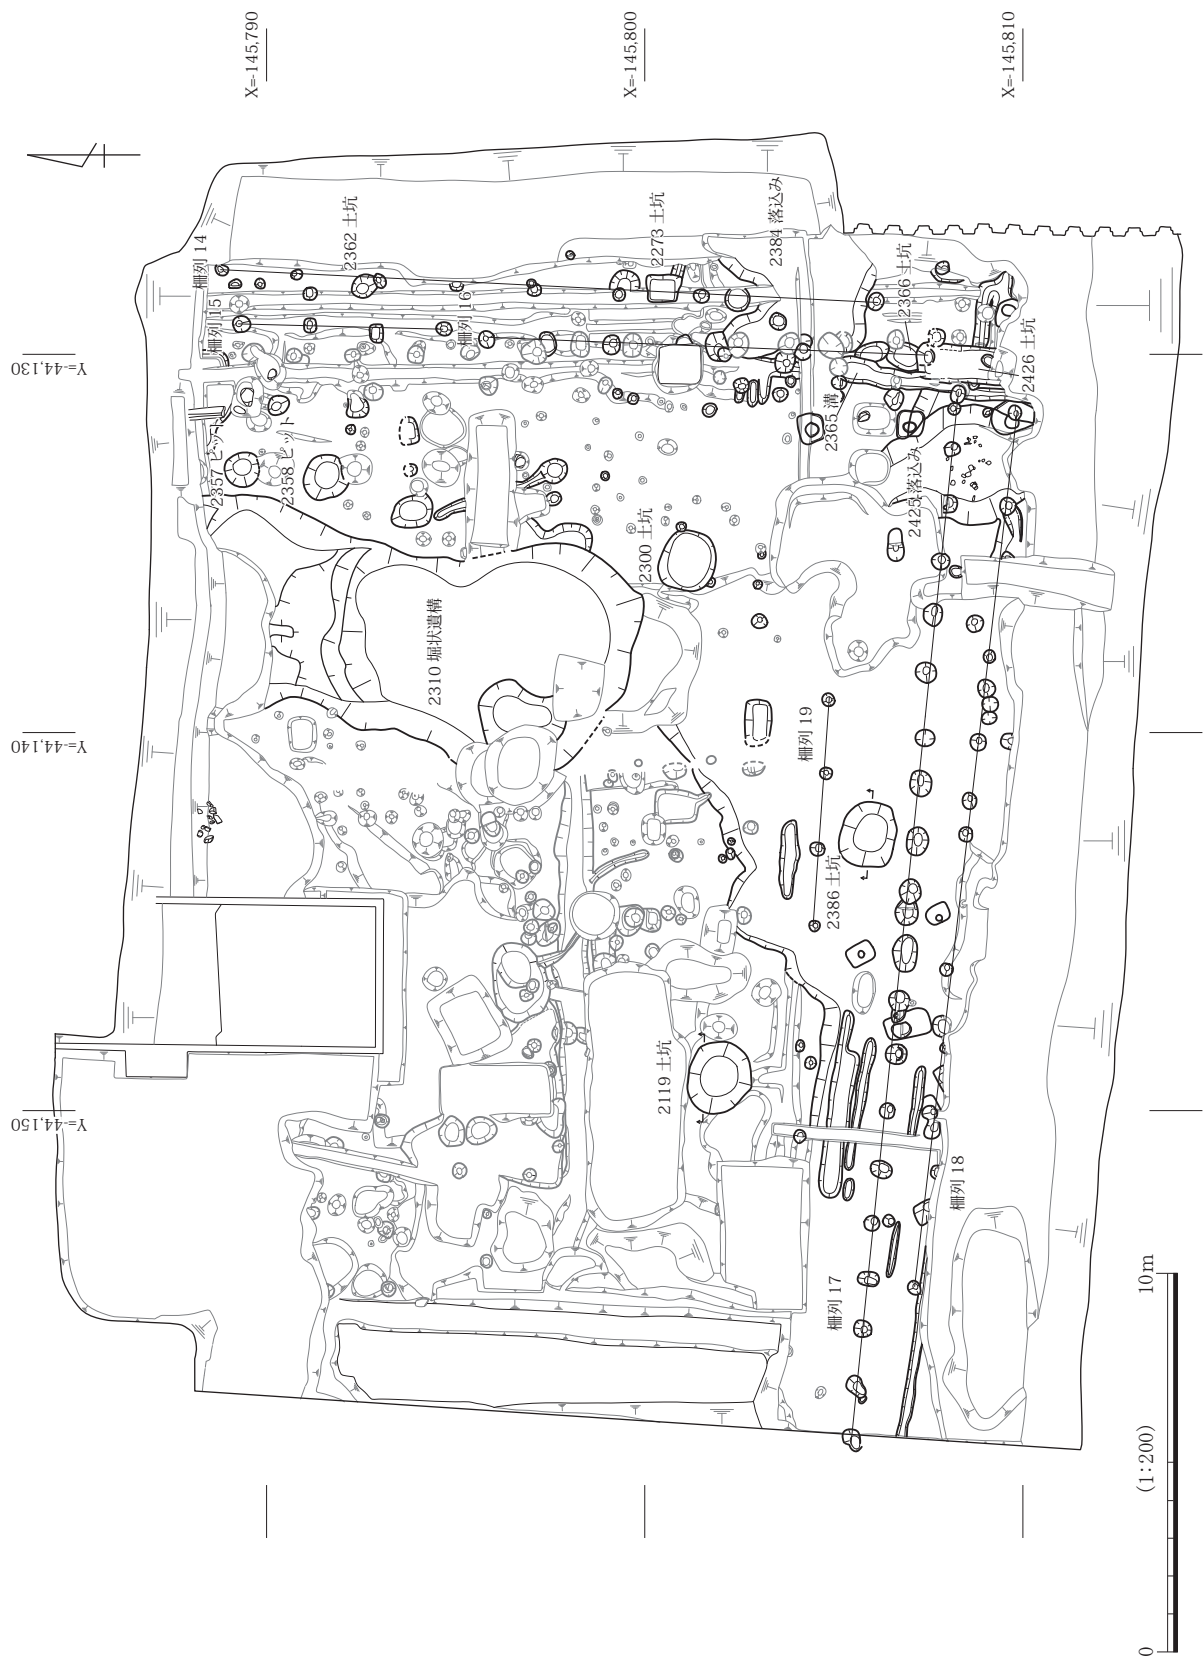 X=-145,790
X=-145,800
X=-145,810
Y=-44,130
Y=-44,140
Y=-44,150
柵列 14
柵列 15
柵列 16
2362 土坑
2273 土坑
2384 落込み
2366 土坑
2426 土坑
2365 溝
2357 ピット
2358 ピット
2425 落込み
2300 土坑
2310 堀状遺構
柵列 19
2386 土坑
2119 土坑
柵列 18
柵列 17
0
(1:200)
10m